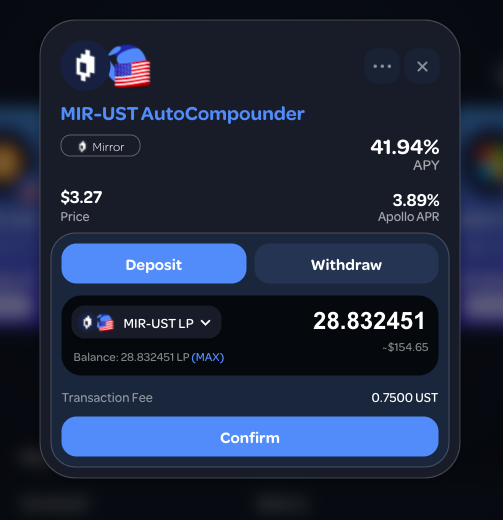 MIR-UST AutoCompounder
Mirror
41.94%
APY
$3.27
Price
3.89%
Apollo APR
Deposit
Withdraw
MIR-UST LP
28.832451
Balance: 28.832451 LP (MAX)
~$154.65
Transaction Fee
0.7500 UST
Confirm